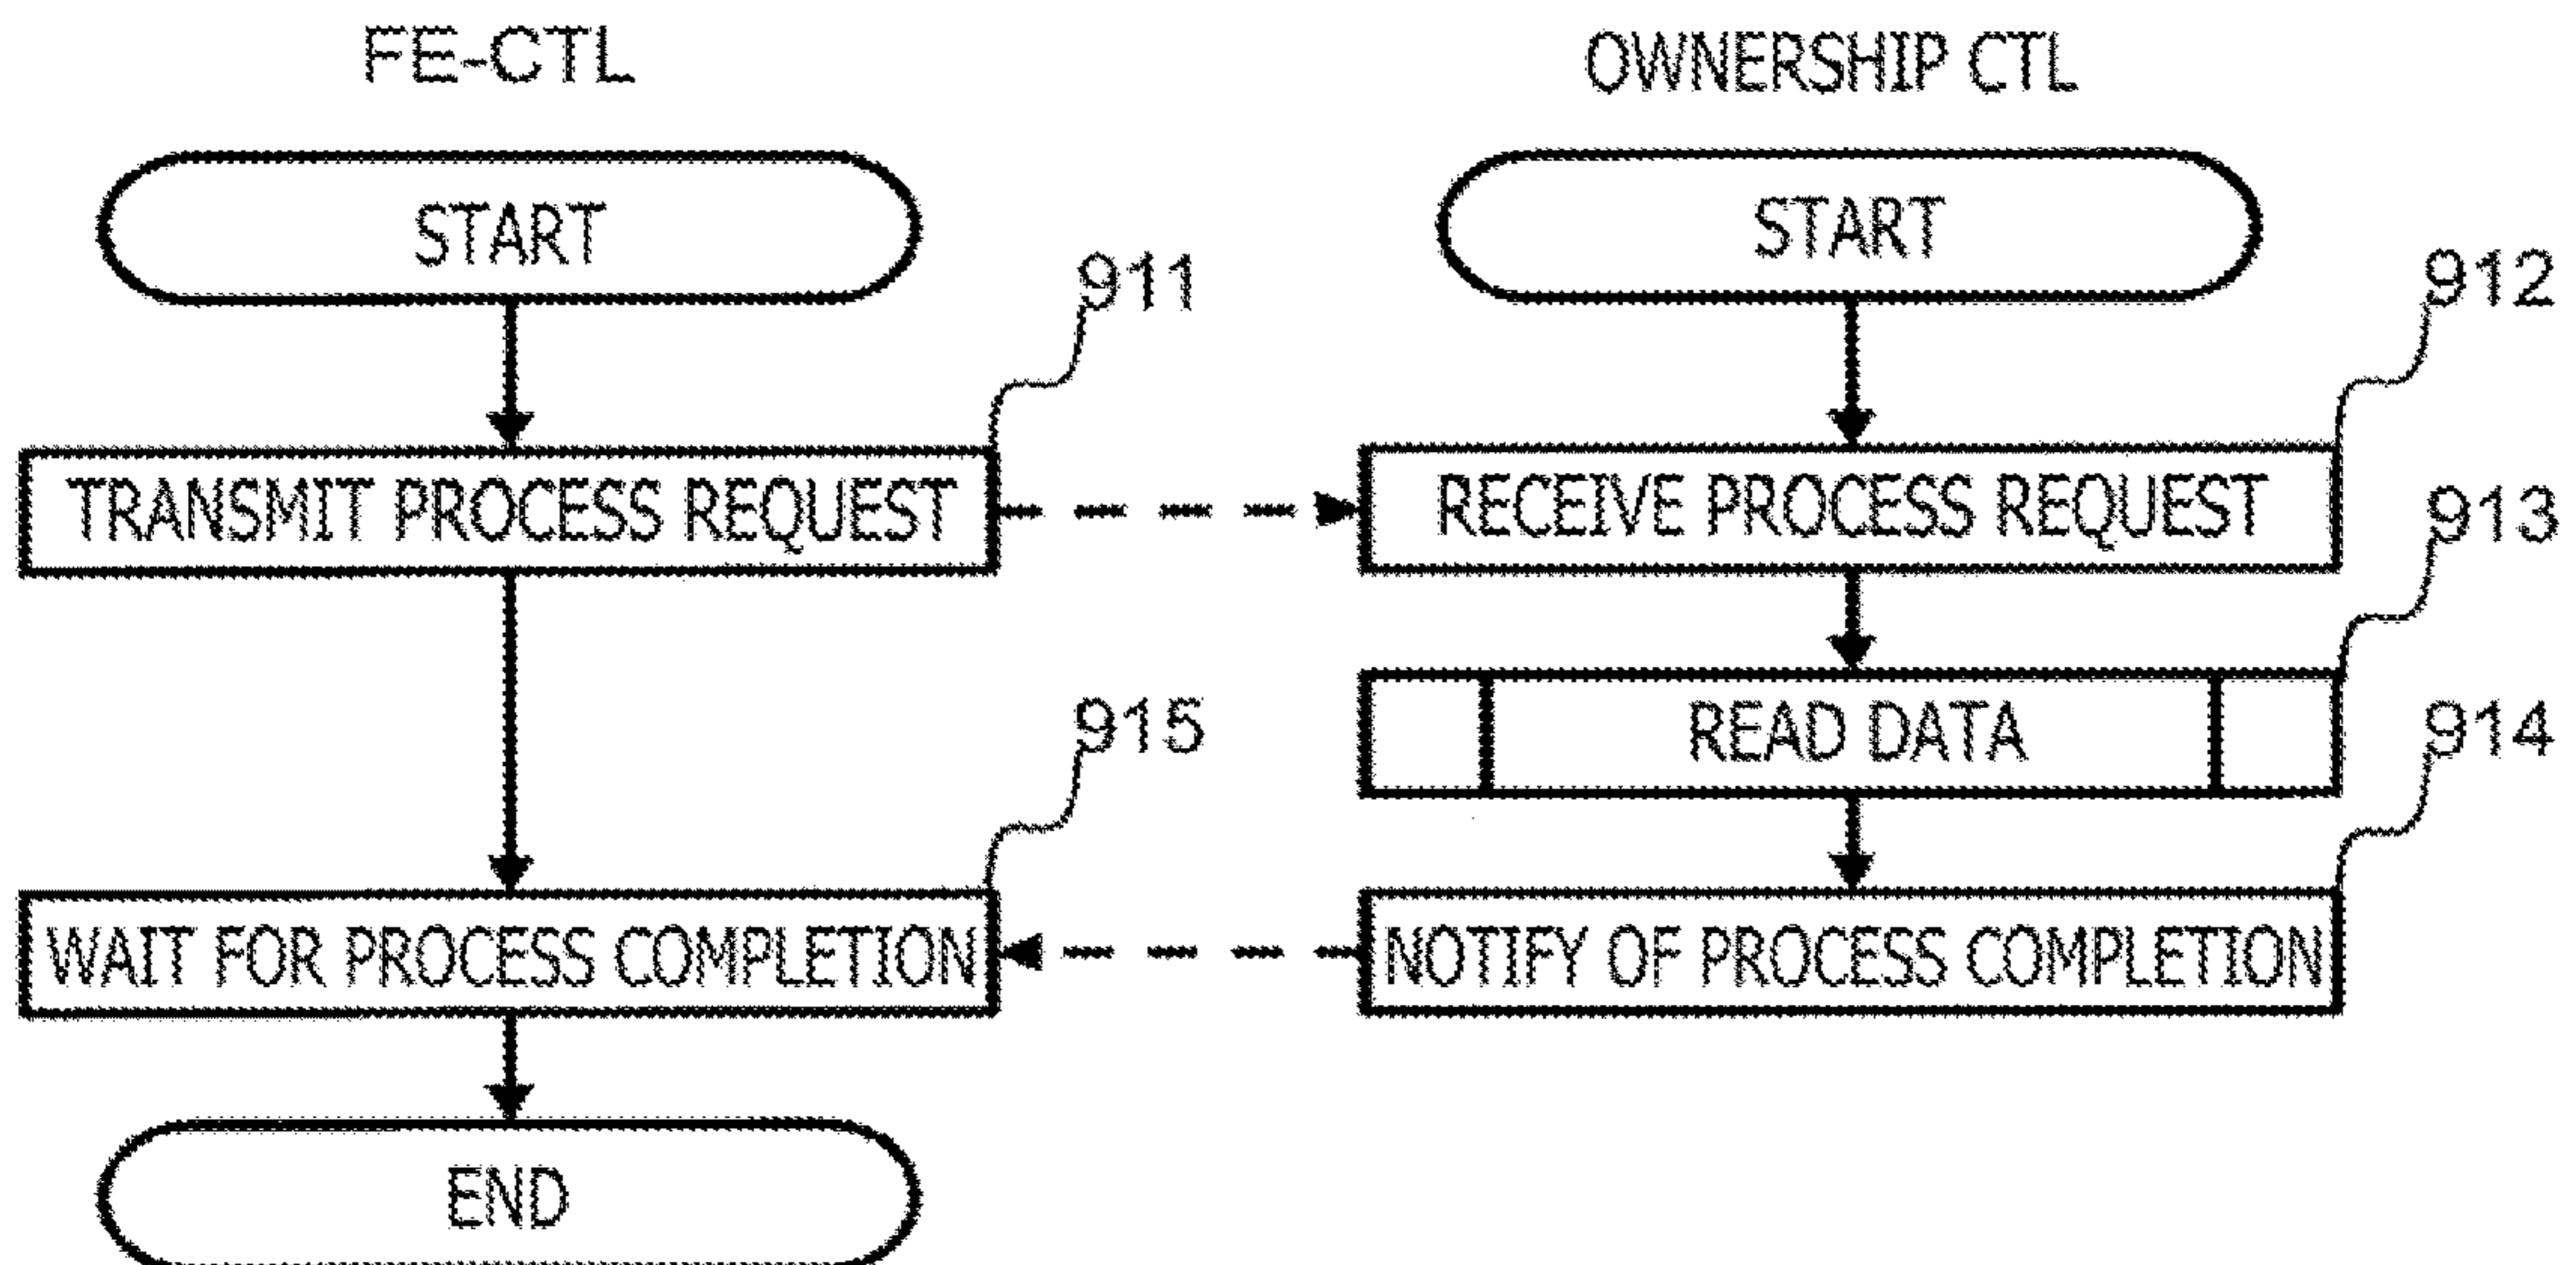 FE-CTL
OWNERSHIP CTL
START
START
911
912
TRANSMIT PROCESS REQUEST
RECEIVE PROCESS REQUEST
913
READ DATA
915
914
WAIT FOR PROCESS COMPLETION
NOTIFY OF PROCESS COMPLETION
END